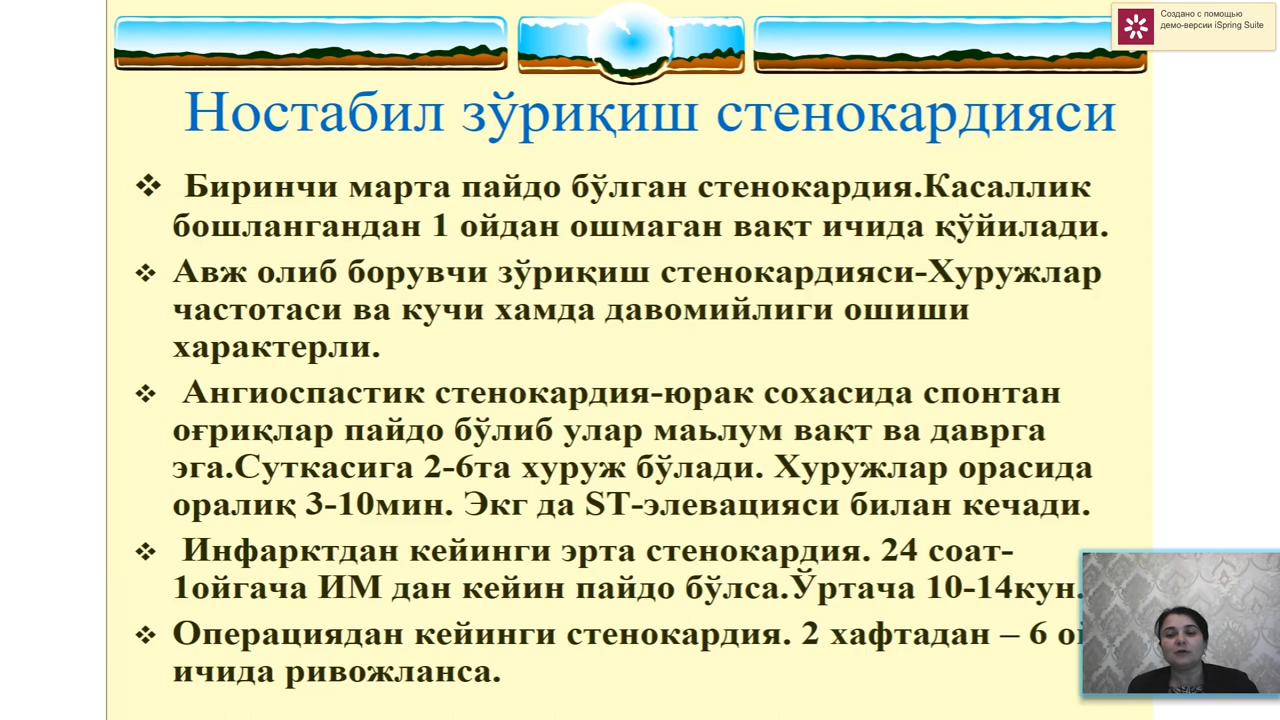 Создано с помощью
демо-версии iSpring Suite
Ностабил зўриқиш стенокардияси
Биринчи марта пайдо бўлган стенокардия.Касаллик
бошлангандан 1 ойдан ошмаган вақт ичида қўйилади.
Авж олиб борувчи зўриқиш стенокардияси-Хуружлар
частотаси ва кучи хамда давомийлиги ошиши
характерли.
Ангиоспастик стенокардия-юрак сохасида спонтан
оғриқлар пайдо бўлиб улар маьлум вақт ва даврга
эга.Суткасига 2-6та хуруж бўлади. Хуружлар орасида
оралиқ 3-10мин. Экг да ST-элевацияси билан кечади.
Инфарктдан кейинги эрта стенокардия. 24 соат-
1ойгача ИМ дан кейин пайдо бўлса.Ўртача 10-14кун.
Операциядан кейинги стенокардия. 2 хафтадан – 6
ичида ривожланса.